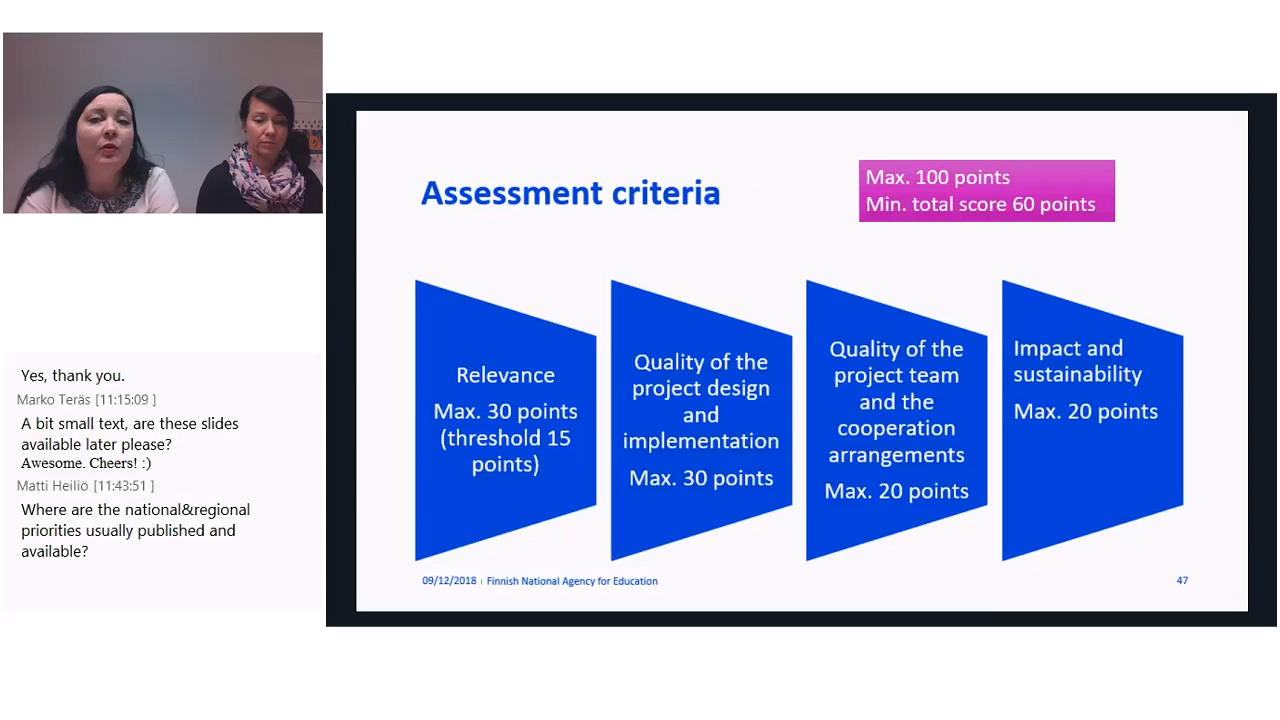 Yes, thank you.
Marko Teräs [11:15:09 ]
A bit small text, are these slides
available later please?
Awesome. Cheers! :)
Matti Heiliö [11:43:51 ]
Where are the national&regional
priorities usually published and
available?
Assessment criteria
Max. 100 points
Min. total score 60 points
Relevance
Max. 30 points
(threshold 15
points)
Quality of the
project design
and
implementation
Max. 30 points
Quality of the
project team
and the
cooperation
arrangements
Max. 20 points
Impact and
sustainability
Max. 20 points
09/12/2018 | Finnish National Agency for Education
47